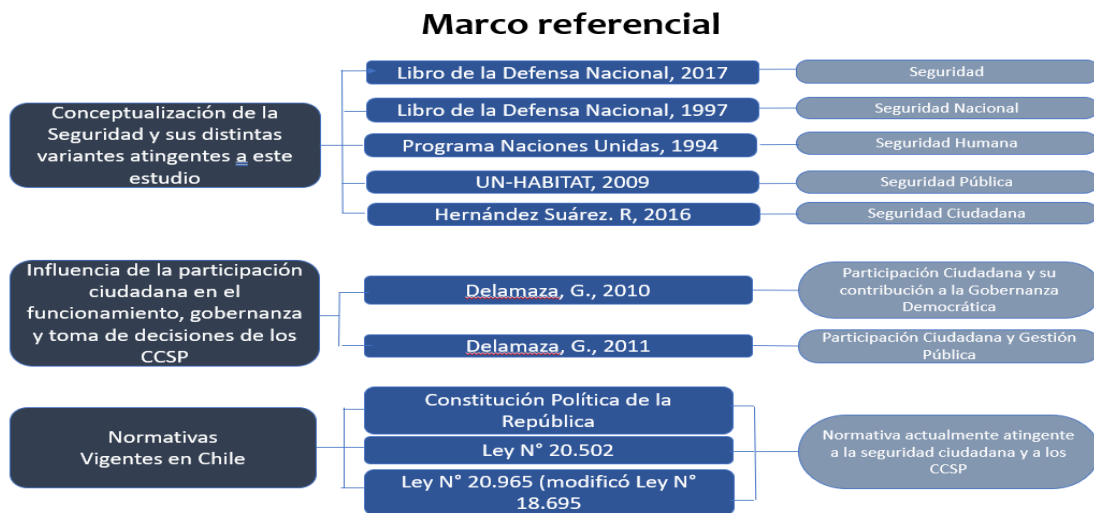 Marco referencial
Conceptualización de la
Seguridad y sus distintas
variantes atingentes a este
estudio
Libro de la Defensa Nacional, 2017
Seguridad
Libro de la Defensa Nacional, 1997
Seguridad Nacional
Programa Naciones Unidas, 1994
Seguridad Humana
UN-HABITAT, 2009
Seguridad Pública
Hernández Suárez. R, 2016
Seguridad Ciudadana
Influencia de la participación
ciudadana en el
funcionamiento, gobernanza
y toma de decisiones de los
CCSP
Delamaza, G., 2010
Participación Ciudadana y su
contribución a la Gobernanza
Democrática
Delamaza, G., 2011
Participación Ciudadana y Gestión
Pública
Normativas
Vigentes en Chile
Constitución Política de la
República
Ley N° 20.502
Ley N° 20.965 (modificó Ley N°
18.695
Normativa actualmente atingente
a la seguridad ciudadana y a los
CCSP